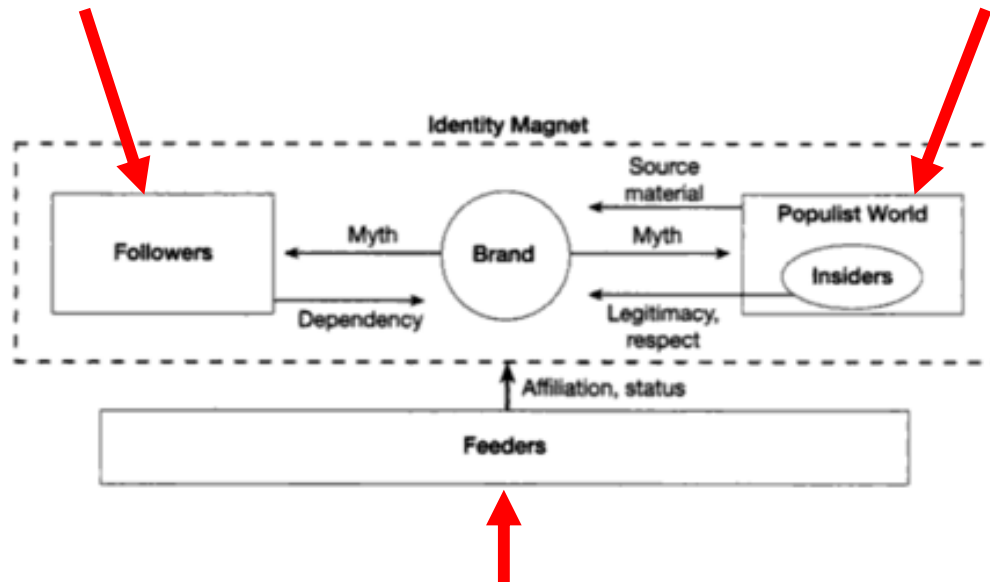 Identity Magnet
Source
material
Populist World
Followers
Myth
Brand
Myth
Insiders
Dependency
Legitimacy,
respect
Affiliation, status
Feeders